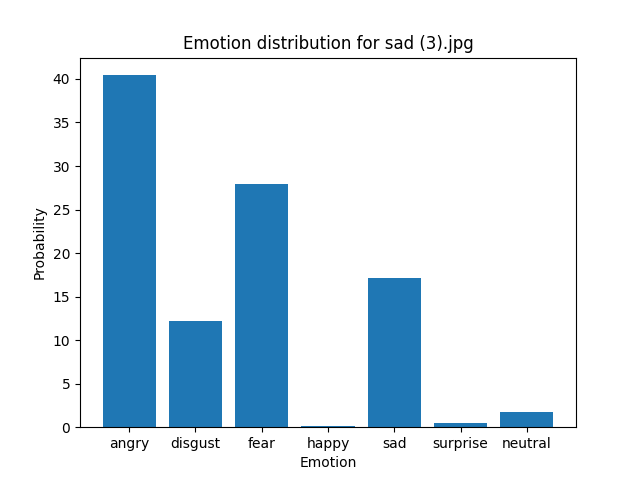 Emotion distribution for sad (3).jpg
Probability
40
35
30
25
20
15
10
5
0
angry disgust fear happy sad surprise neutral
Emotion